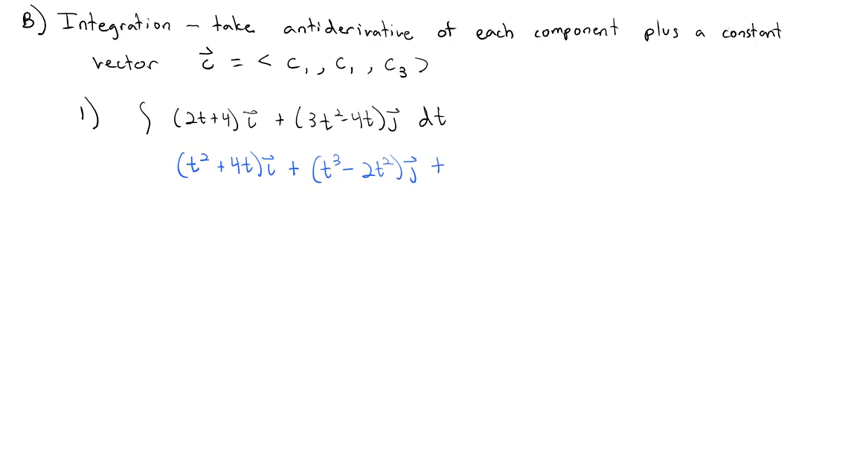 B) Integration – take antiderivative of each component plus a constant
vector c⃗ = < C₁ , C₁ , C₃ >
1) ∫ (2t+4)i⃗ + (3t²-4t)j⃗ dt
(t² + 4t)i⃗ + (t³ - 2t²)j⃗ +